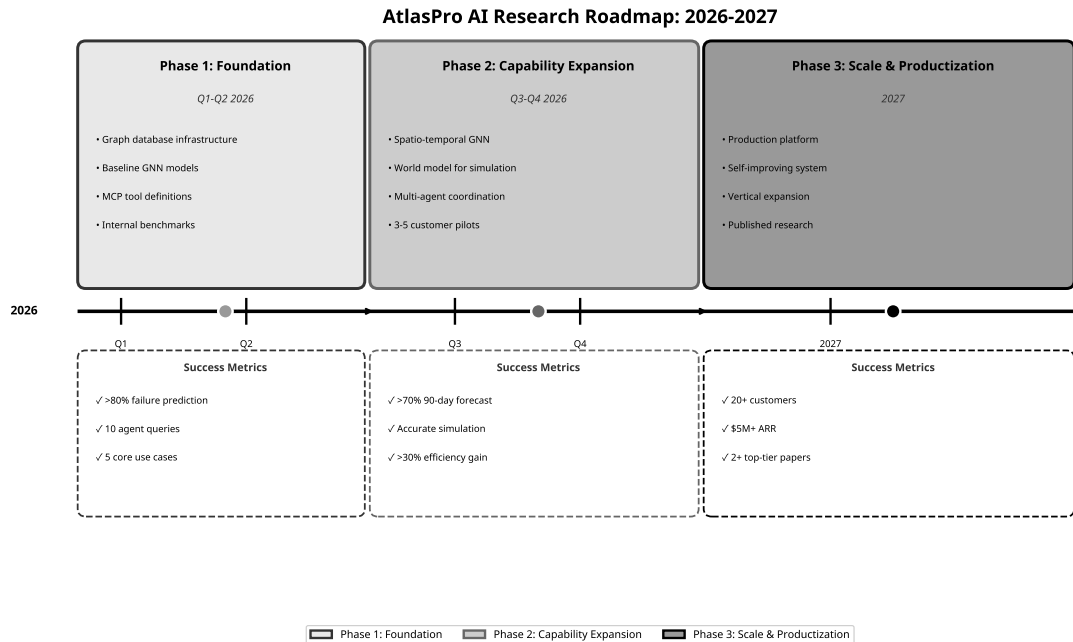 AtlasPro AI Research Roadmap: 2026-2027
Phase 1: Foundation
Q1-Q2 2026
• Graph database infrastructure
• Baseline GNN models
• MCP tool definitions
• Internal benchmarks
Phase 2: Capability Expansion
Q3-Q4 2026
• Spatio-temporal GNN
• World model for simulation
• Multi-agent coordination
• 3-5 customer pilots
Phase 3: Scale & Productization
2027
• Production platform
• Self-improving system
• Vertical expansion
• Published research
2026
Q1
Q2
Q3
Q4
2027
Success Metrics
✓ >80% failure prediction
✓ 10 agent queries
✓ 5 core use cases
Success Metrics
✓ >70% 90-day forecast
✓ Accurate simulation
✓ >30% efficiency gain
Success Metrics
✓ 20+ customers
✓ $5M+ ARR
✓ 2+ top-tier papers
Phase 1: Foundation
Phase 2: Capability Expansion
Phase 3: Scale & Productization